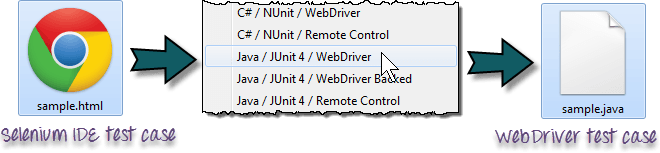 C# / NUnit / WebDriver
C# / NUnit / Remote Control
Java / JUnit 4 / WebDriver
Java / JUnit 4 / WebDriver Backed
Java / JUnit 4 / Remote Control
sample.html
sample.java
Selenium IDE test case
WebDriver test case